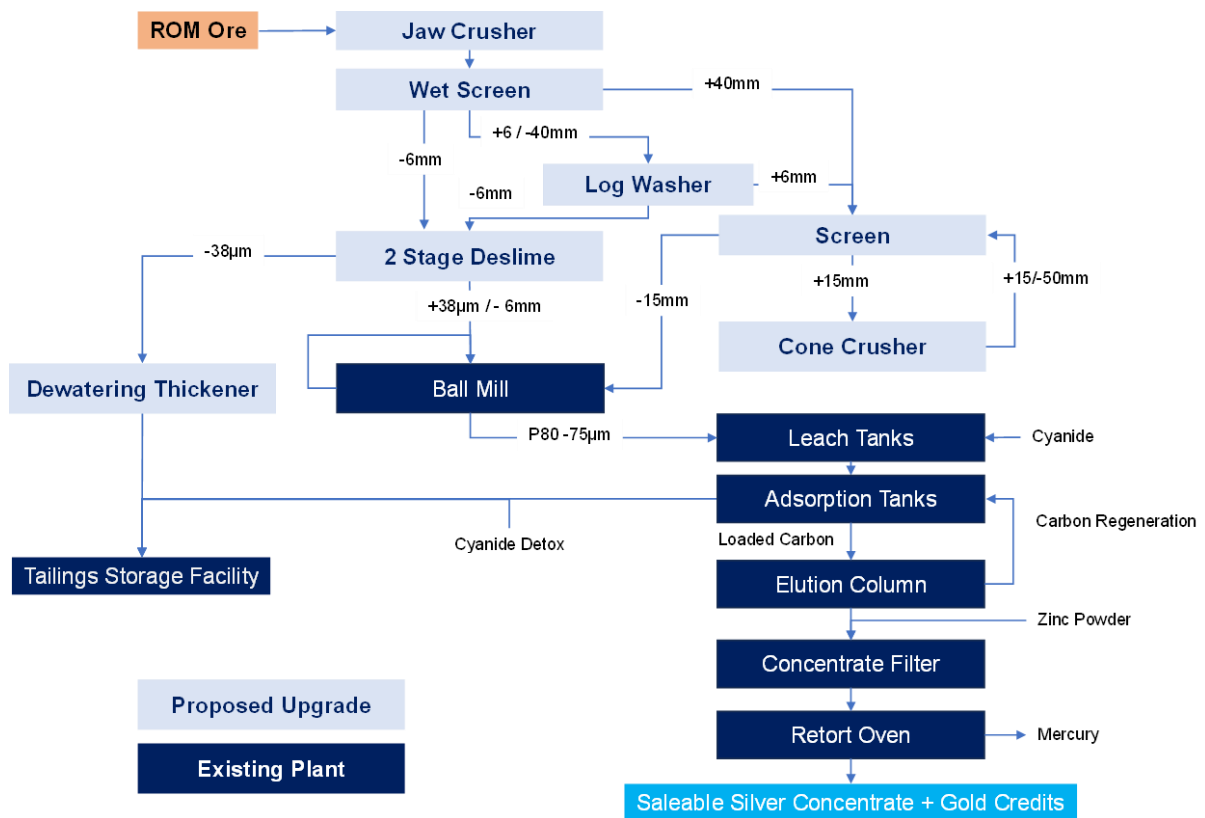 ROM Ore
Jaw Crusher
Wet Screen
+40mm
+6 / -40mm
-6mm
Log Washer
+6mm
-6mm
Screen
-38µm
2 Stage Deslime
+15mm
+15/-50mm
+38µm / - 6mm
-15mm
Cone Crusher
Dewatering Thickener
Ball Mill
P80 -75µm
Leach Tanks
Cyanide
Adsorption Tanks
Carbon Regeneration
Loaded Carbon
Cyanide Detox
Tailings Storage Facility
Elution Column
Zinc Powder
Concentrate Filter
Proposed Upgrade
Retort Oven
Mercury
Existing Plant
Saleable Silver Concentrate + Gold Credits